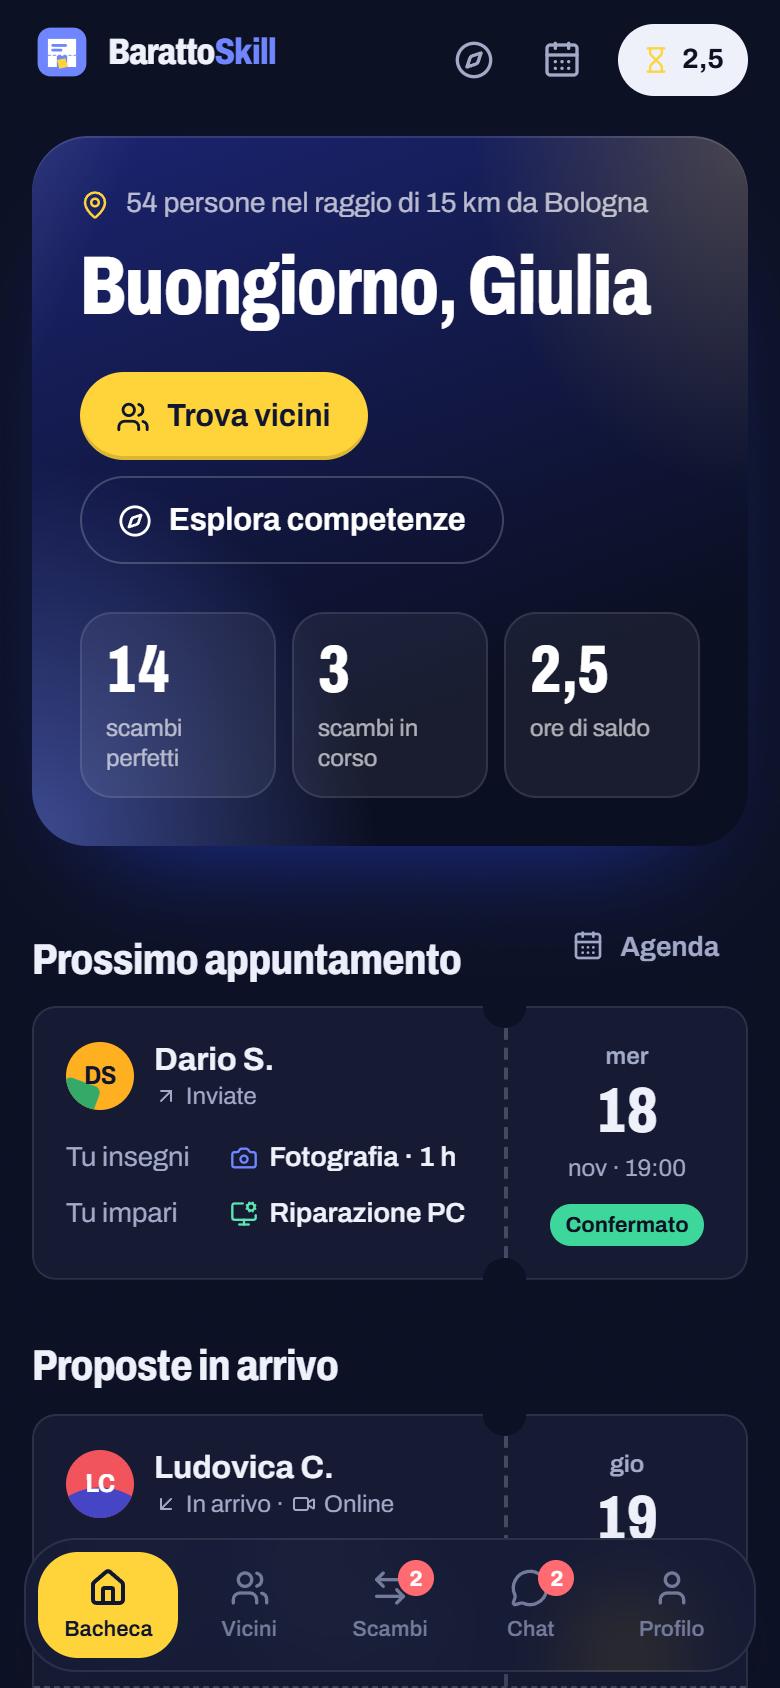 BarattoSkill
2,5
54 persone nel raggio di 15 km da Bologna
Buongiorno, Giulia
Trova vicini
Esplora competenze
14
scambi
perfetti
3
scambi in
corso
2,5
ore di saldo
Prossimo appuntamento
Agenda
DS
Dario S.
Inviate
Tu insegni
Fotografia · 1 h
Tu impari
Riparazione PC
mer
18
nov · 19:00
Confermato
Proposte in arrivo
LC
Ludovica C.
In arrivo · Online
gio
19
Bacheca
Vicini
2
Scambi
2
Chat
Profilo